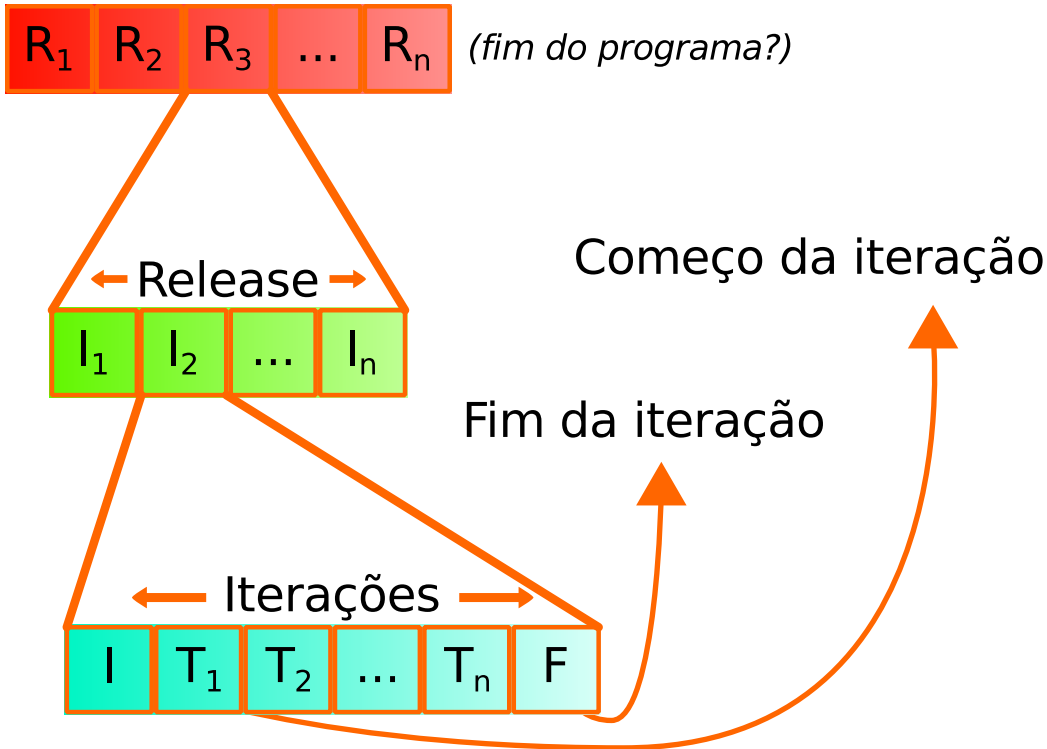 R₁ R₂ R₃ ... Rₙ (fim do programa?)
Release
Começo da iteração
I₁ I₂ ... Iₙ
Fim da iteração
Iterações
I T₁ T₂ ... Tₙ F